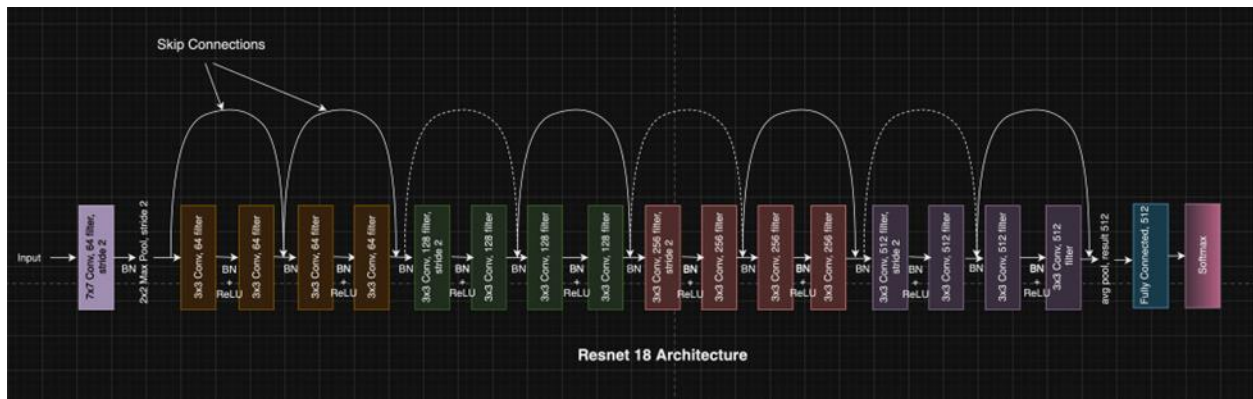 Skip Connections
Input
7x7 Conv, 64 filter,
stride 2
BN
2x2 Max Pool, stride 2
3x3 Conv, 64 filter
BN
+
ReLU
3x3 Conv, 64 filter
BN
3x3 Conv, 64 filter
BN
+
ReLU
3x3 Conv, 64 filter
BN
3x3 Conv, 128 filter,
stride 2
BN
+
ReLU
3x3 Conv, 128 filter
BN
3x3 Conv, 128 filter
BN
+
ReLU
3x3 Conv, 128 filter
BN
3x3 Conv, 256 filter,
stride 2
BN
+
ReLU
3x3 Conv, 256 filter
BN
3x3 Conv, 256 filter
BN
+
ReLU
3x3 Conv, 256 filter
BN
3x3 Conv, 512 filter,
stride 2
BN
+
ReLU
3x3 Conv, 512 filter
BN
3x3 Conv, 512 filter
BN
+
ReLU
3x3 Conv, 512
filter
avg pool, result 512
Fully Connected, 512
Softmax
Resnet 18 Architecture